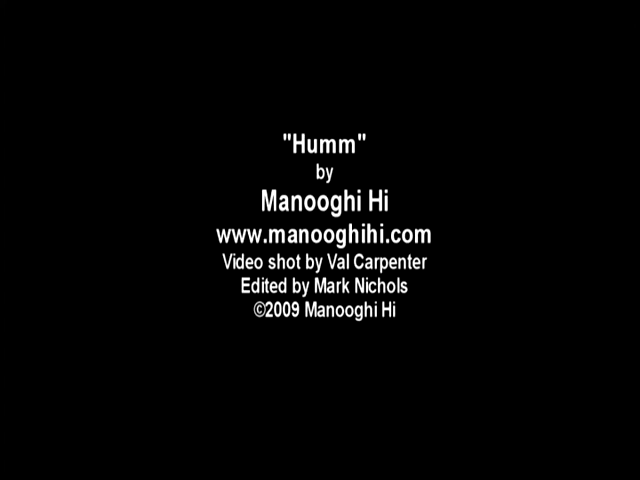 "Humm"
by
Manooghi Hi
www.manooghihi.com
Video shot by Val Carpenter
Edited by Mark Nichols
©2009 Manooghi Hi